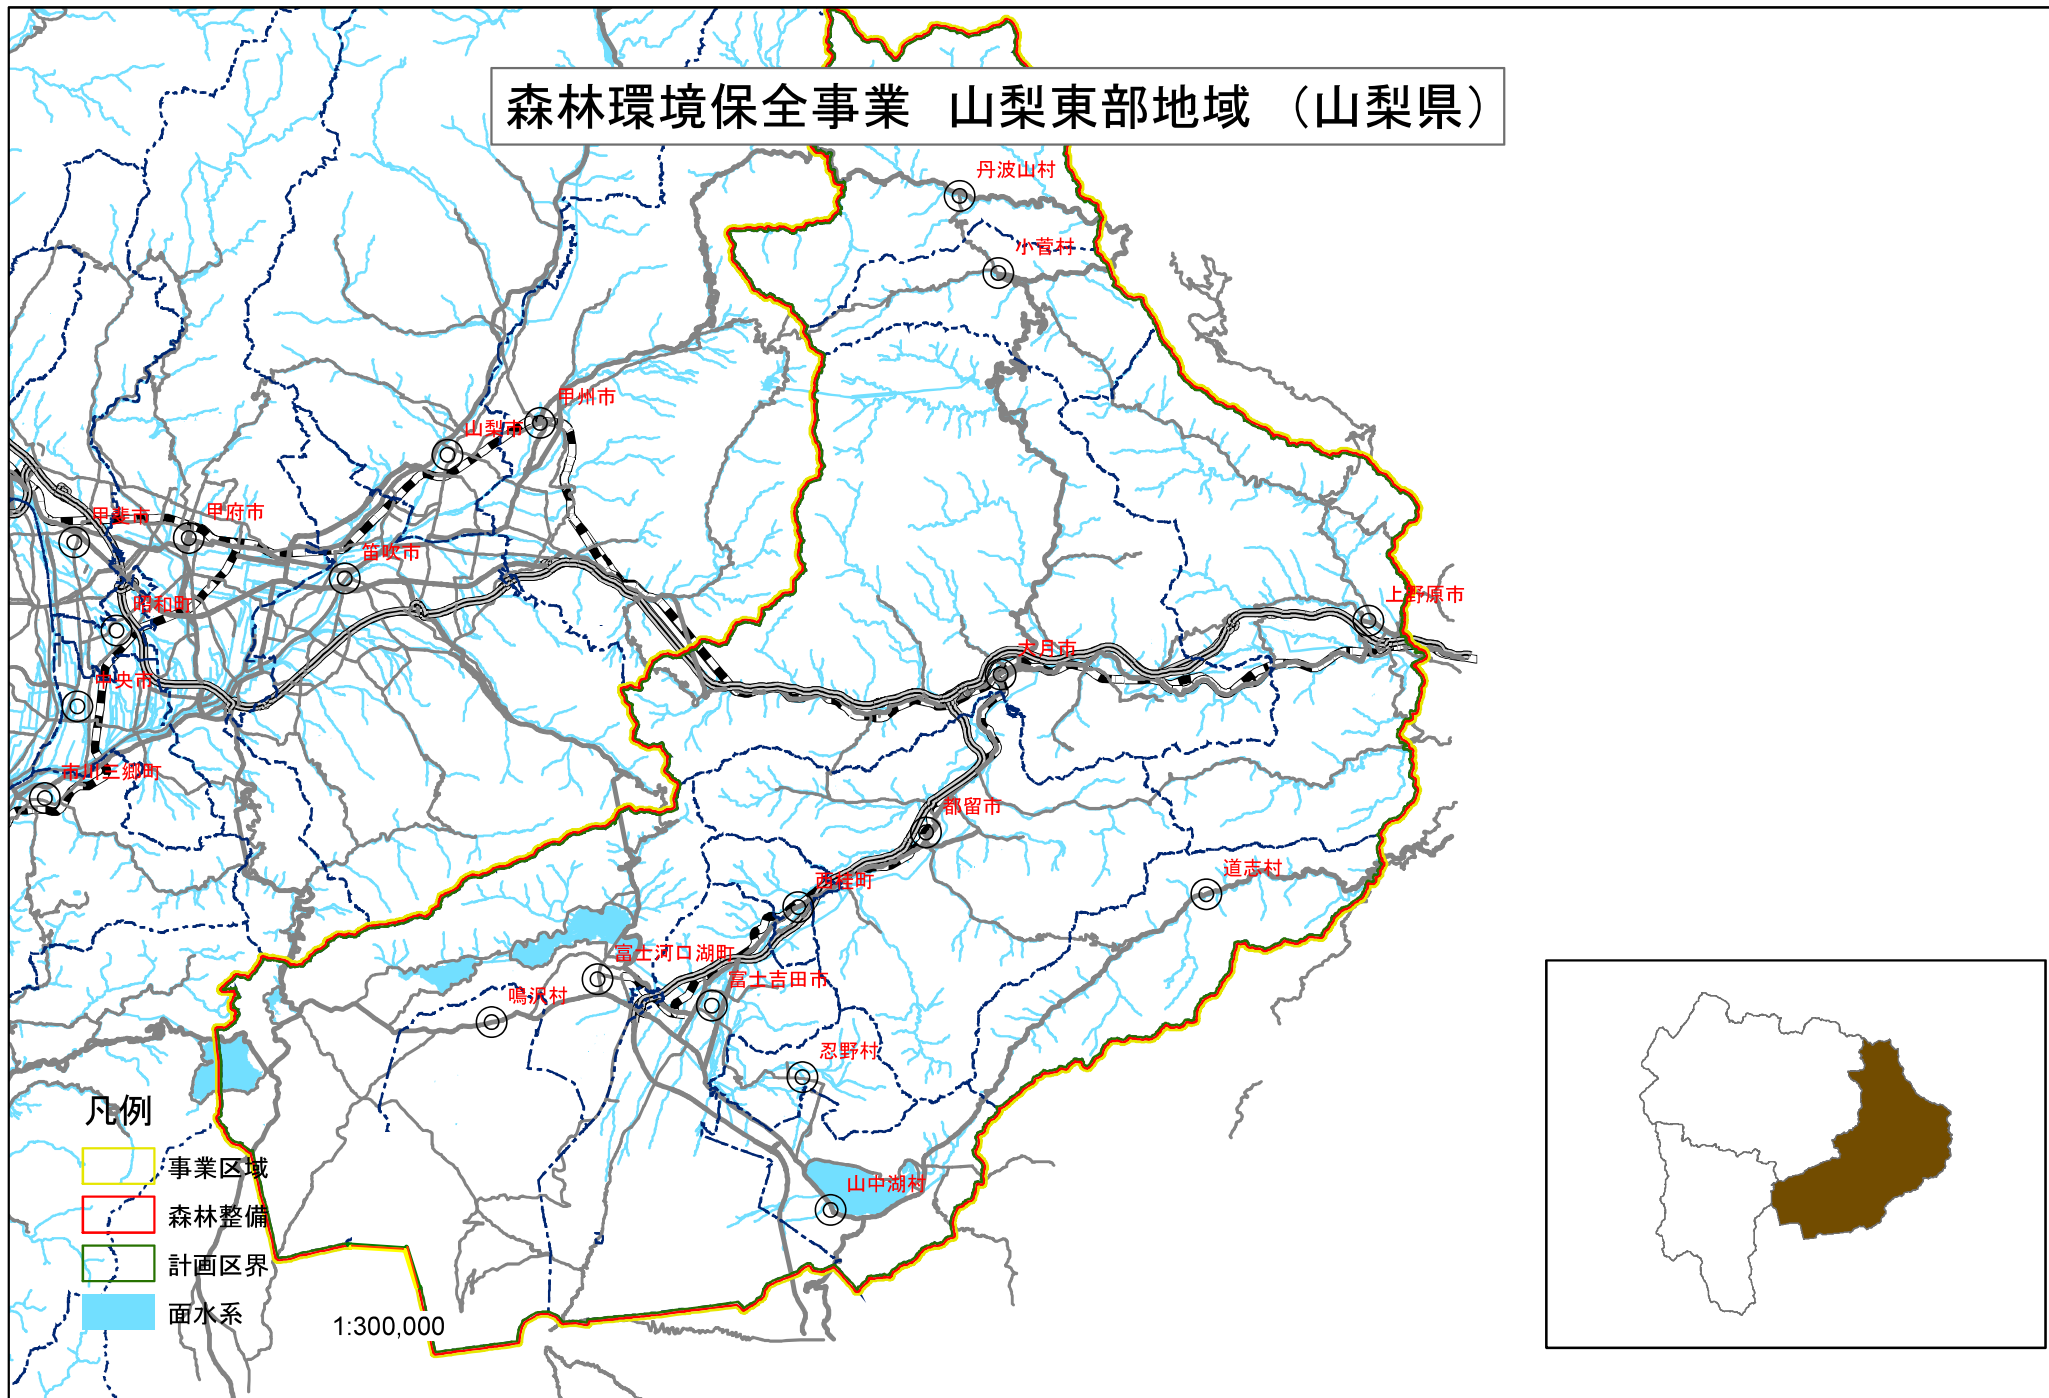 森林環境保全事業　山梨東部地域　（山梨県）
丹波山村
小菅村
甲州市
山梨市
甲斐市
甲府市
笛吹市
昭和町
上野原市
大月市
中央市
市川三郷町
都留市
道志村
西桂町
富士河口湖町
富士吉田市
鳴沢村
忍野村
山中湖村
凡例
事業区域
森林整備
計画区界
面水系
1:300,000